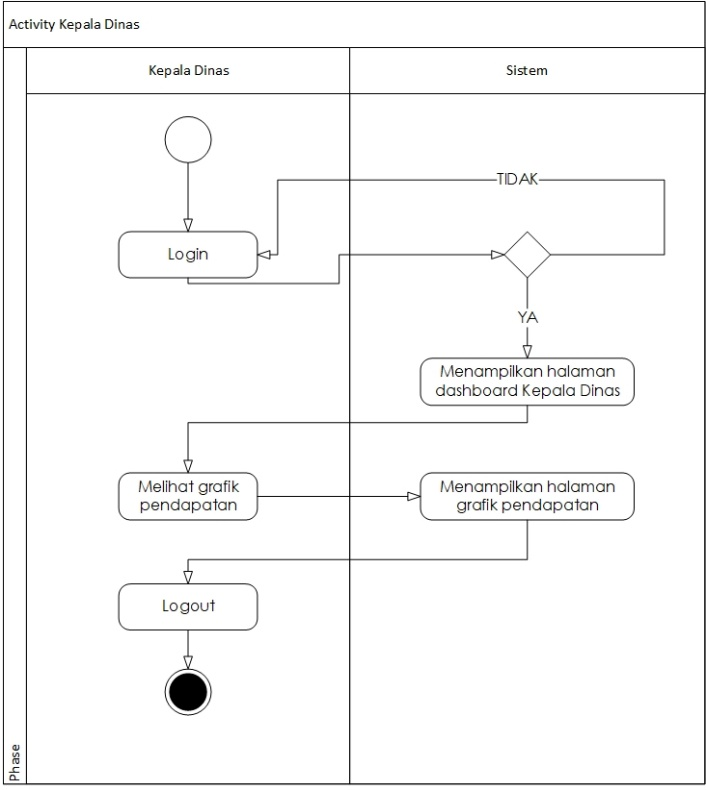 Activity Kepala Dinas
Kepala Dinas
Sistem
TIDAK
Login
YA
Menampilkan halaman
dashboard Kepala Dinas
Melihat grafik
pendapatan
Menampilkan halaman
grafik pendapatan
Logout
Phase